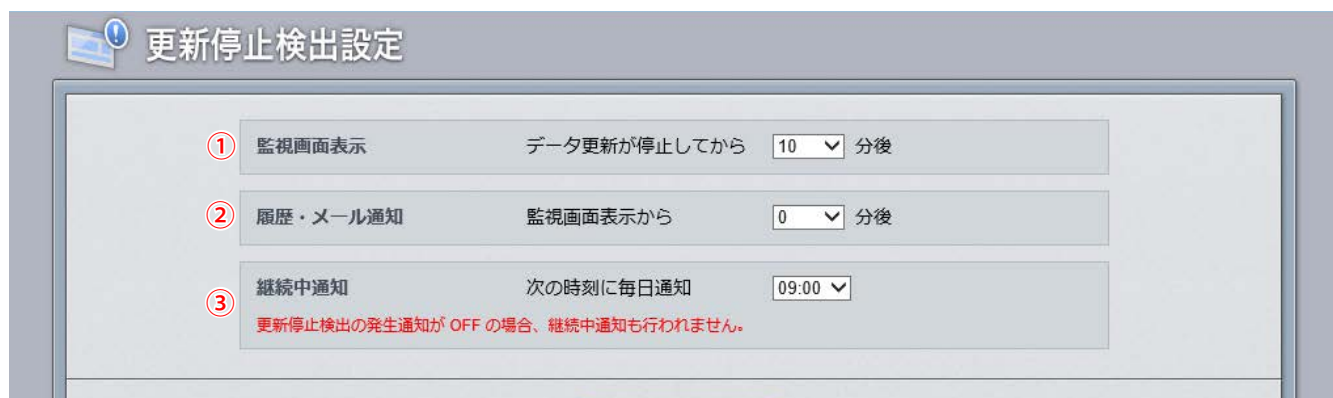 更新停止検出設定
① 監視画面表示 データ更新が停止してから 10 分後
② 履歴・メール通知 監視画面表示から 0 分後
③ 継続中通知 次の時刻に毎日通知 09:00
更新停止検出の発生通知が OFF の場合、継続中通知も行われません。